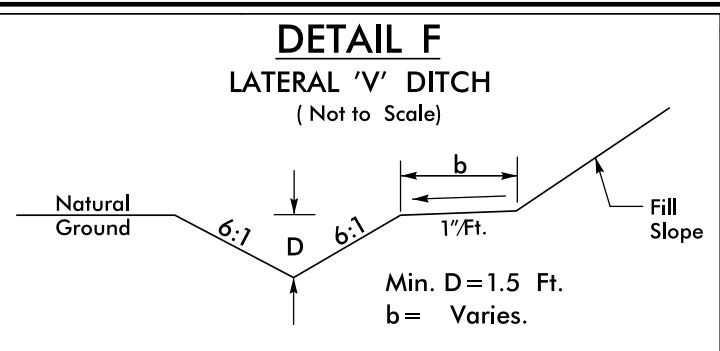 DETAIL F
LATERAL 'V' DITCH
( Not to Scale)
b
Natural
Ground
6:1
D
6:1
1"/Ft.
Fill
Slope
Min. D=1.5 Ft.
b= Varies.